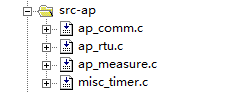 src-ap
ap_comm.c
ap_rtu.c
ap_measure.c
misc_timer.c